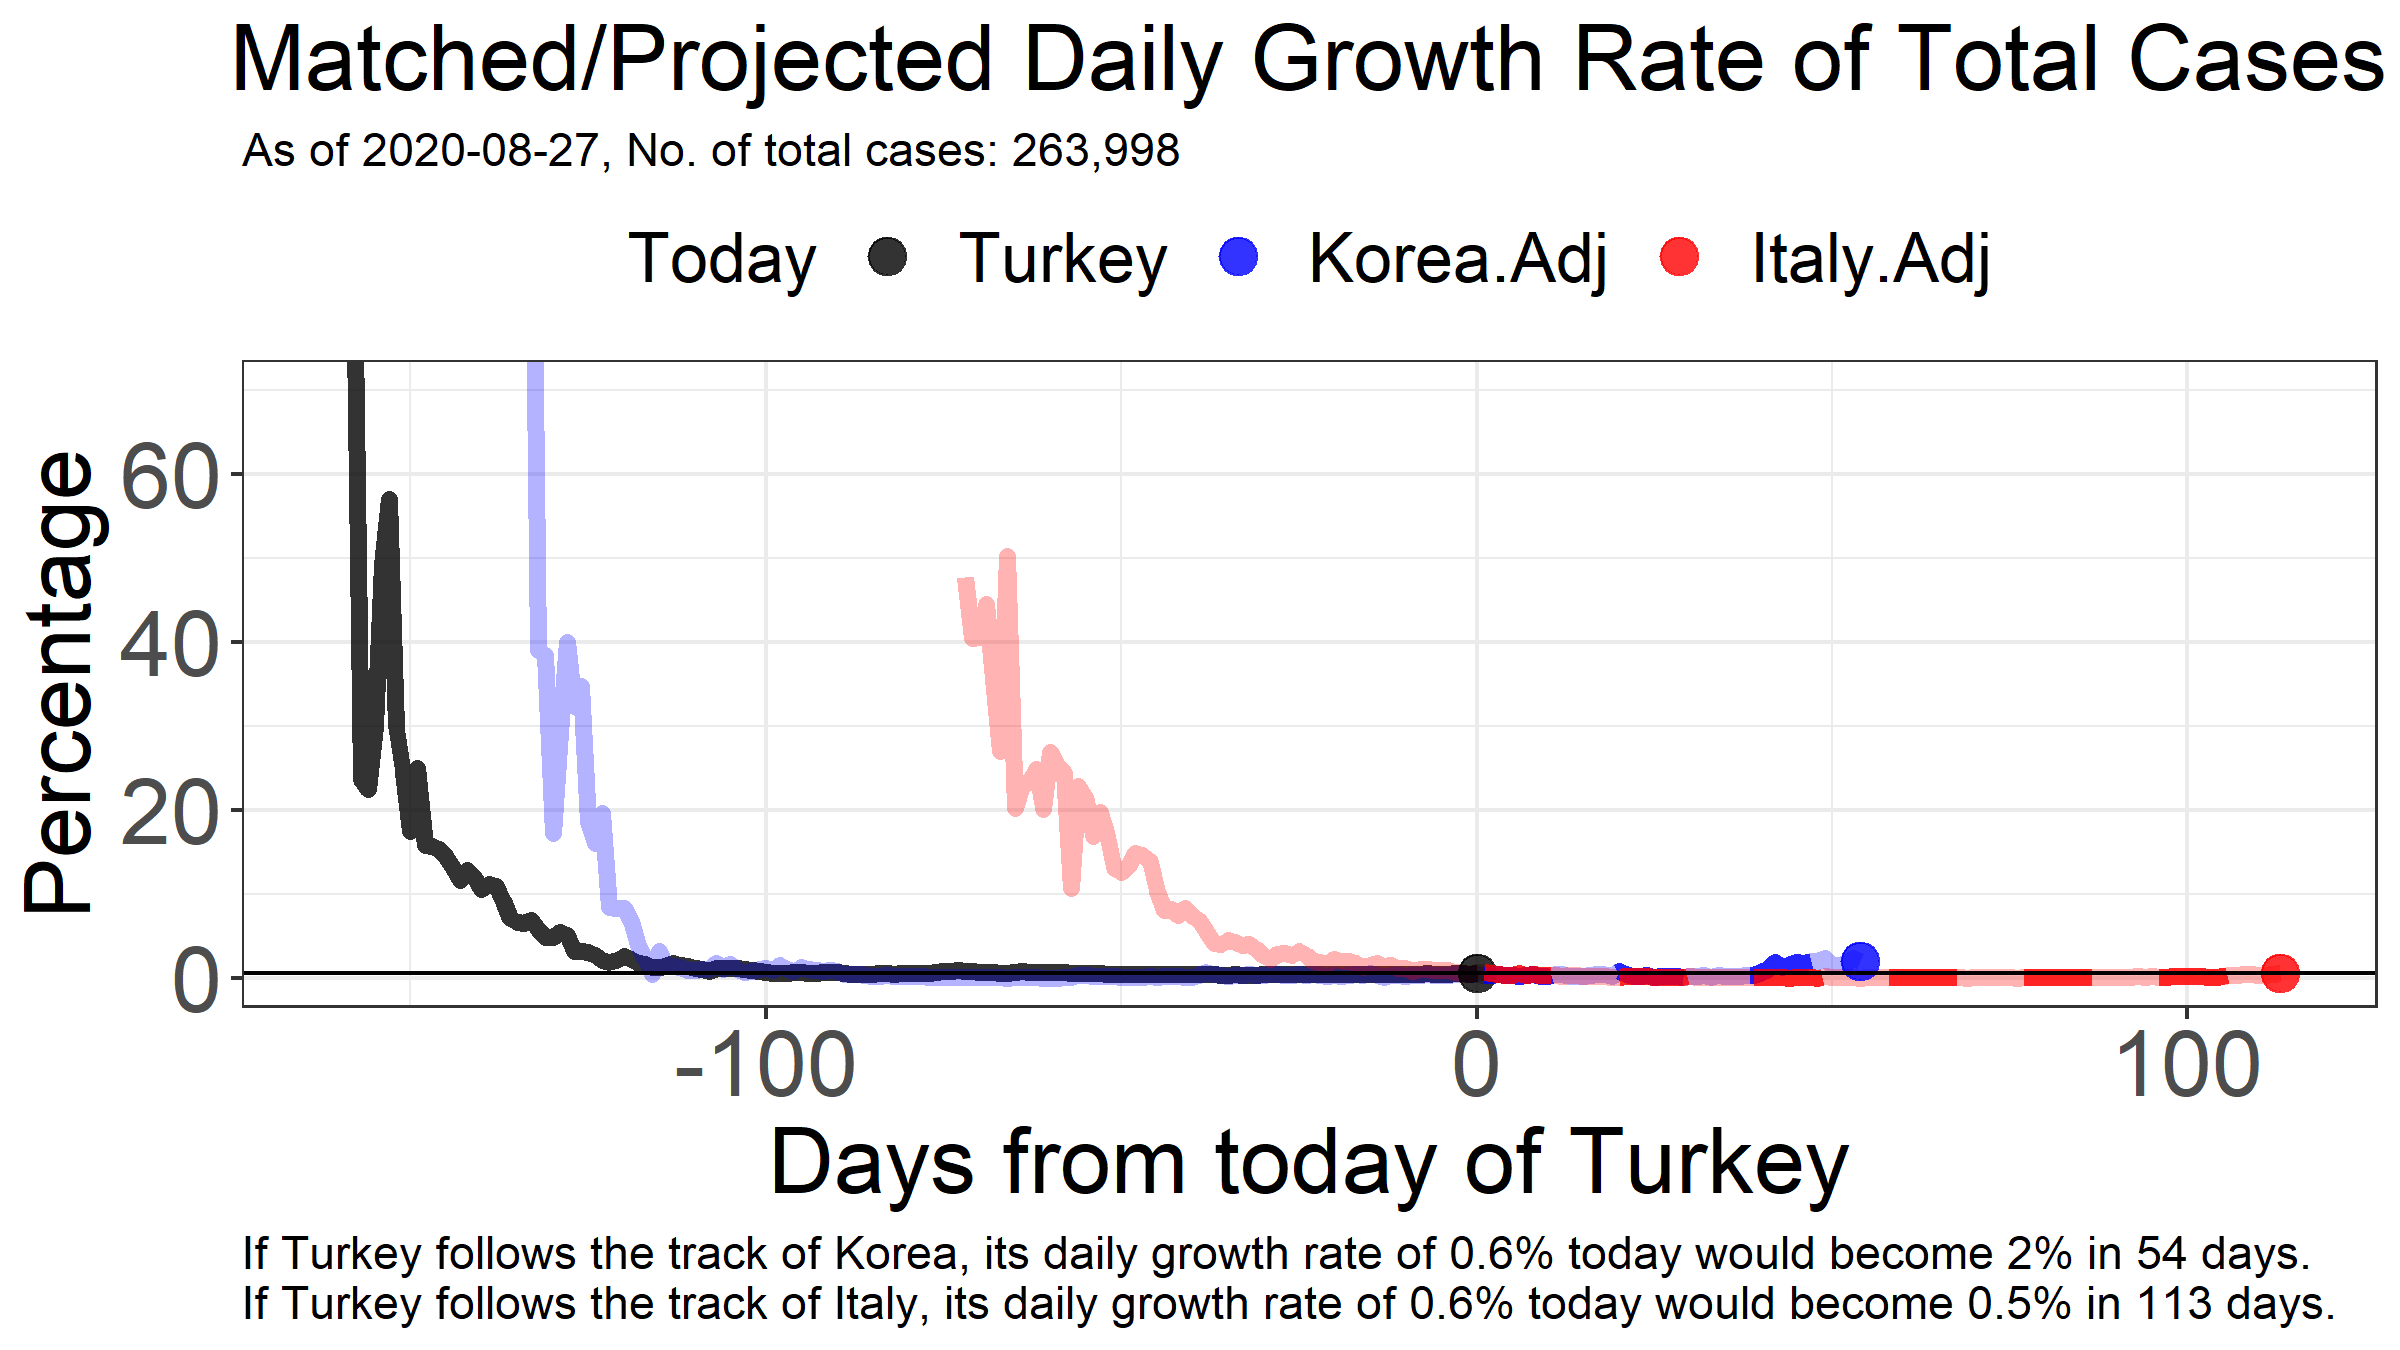 Matched/Projected Daily Growth Rate of Total Cases
As of 2020-08-27, No. of total cases: 263,998
Today Turkey Korea.Adj Italy.Adj
Percentage
60
40
20
0
-100 0 100
Days from today of Turkey
If Turkey follows the track of Korea, its daily growth rate of 0.6% today would become 2% in 54 days.
If Turkey follows the track of Italy, its daily growth rate of 0.6% today would become 0.5% in 113 days.